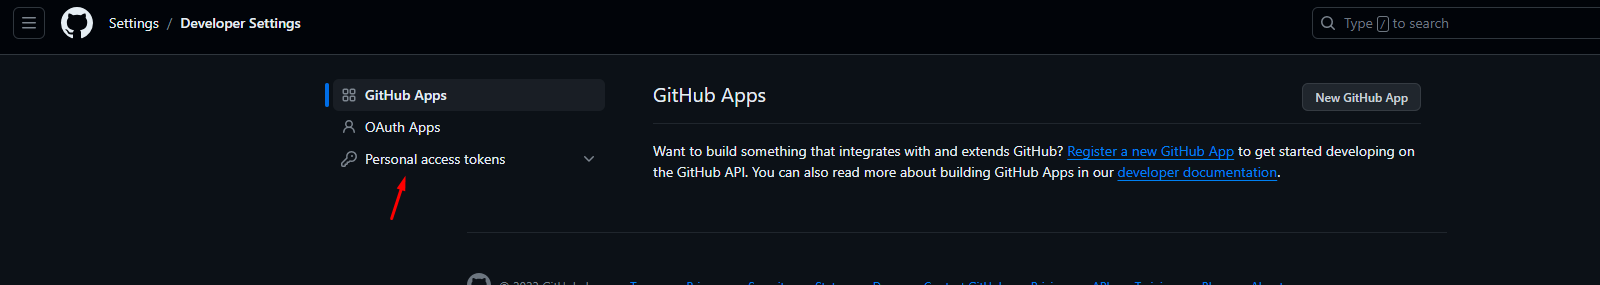 Settings / Developer Settings
Type / to search
GitHub Apps
OAuth Apps
Personal access tokens
GitHub Apps
New GitHub App
Want to build something that integrates with and extends GitHub? Register a new GitHub App to get started developing on
the GitHub API. You can also read more about building GitHub Apps in our developer documentation.